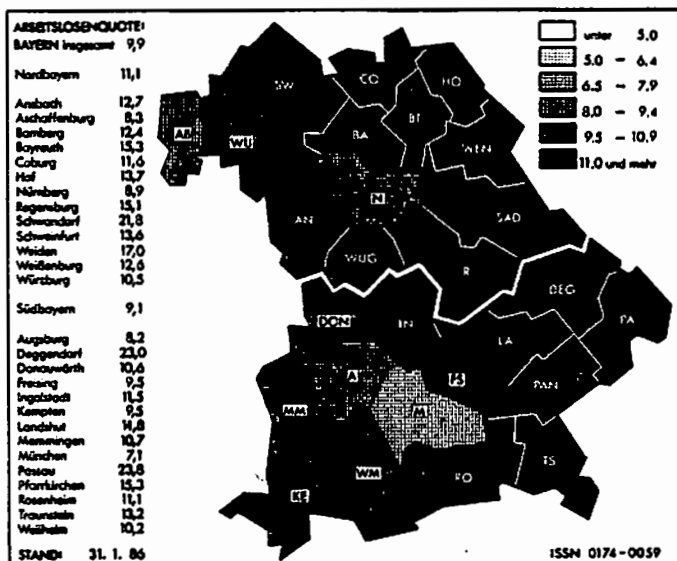 ARBEITSLOSENQUOTE:
BAYERN insgesamt 9,9
Nordbayern 11,1
Ansbach 12,7
Aschaffenburg 8,3
Bamberg 12,4
Bayreuth 15,3
Coburg 11,6
Hof 13,7
Nürnberg 8,9
Regensburg 15,1
Schwandorf 21,8
Schweinfurt 13,6
Weiden 17,0
Weißenburg 12,6
Würzburg 10,5
Südbayern 9,1
Augsburg 8,2
Deggendorf 23,0
Donauwörth 10,6
Freising 9,5
Ingolstadt 11,5
Kempten 9,5
Landshut 14,8
Memmingen 10,7
München 7,1
Passau 23,8
Pfarrkirchen 15,3
Rosenheim 11,1
Traunstein 13,2
Weilheim 10,2
STAND: 31. 1. 86
unter 5,0
5,0 - 6,4
6,5 - 7,9
8,0 - 9,4
9,5 - 10,9
11,0 und mehr
CO
HO
SW
BA
BT
AB
WÜ
WEN
N
AN
SAD
WUG
R
DEG
PA
DON
IN
LA
A
FS
PAN
MM
M
WM
RO
TS
KE
ISSN 0174-0059